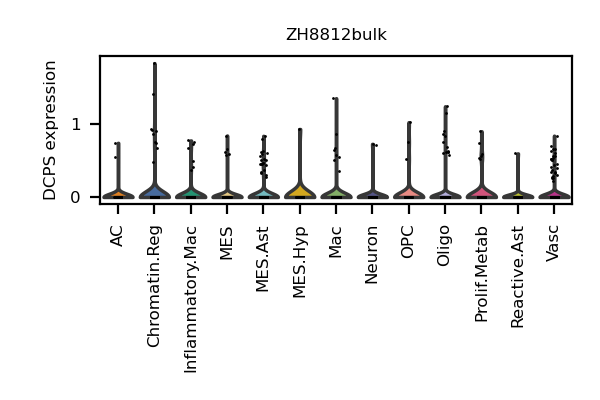 ZH8812bulk
DCPS expression
1
0
AC
Chromatin.Reg
Inflammatory.Mac
MES
MES.Ast
MES.Hyp
Mac
Neuron
OPC
Oligo
Prolif.Metab
Reactive.Ast
Vasc